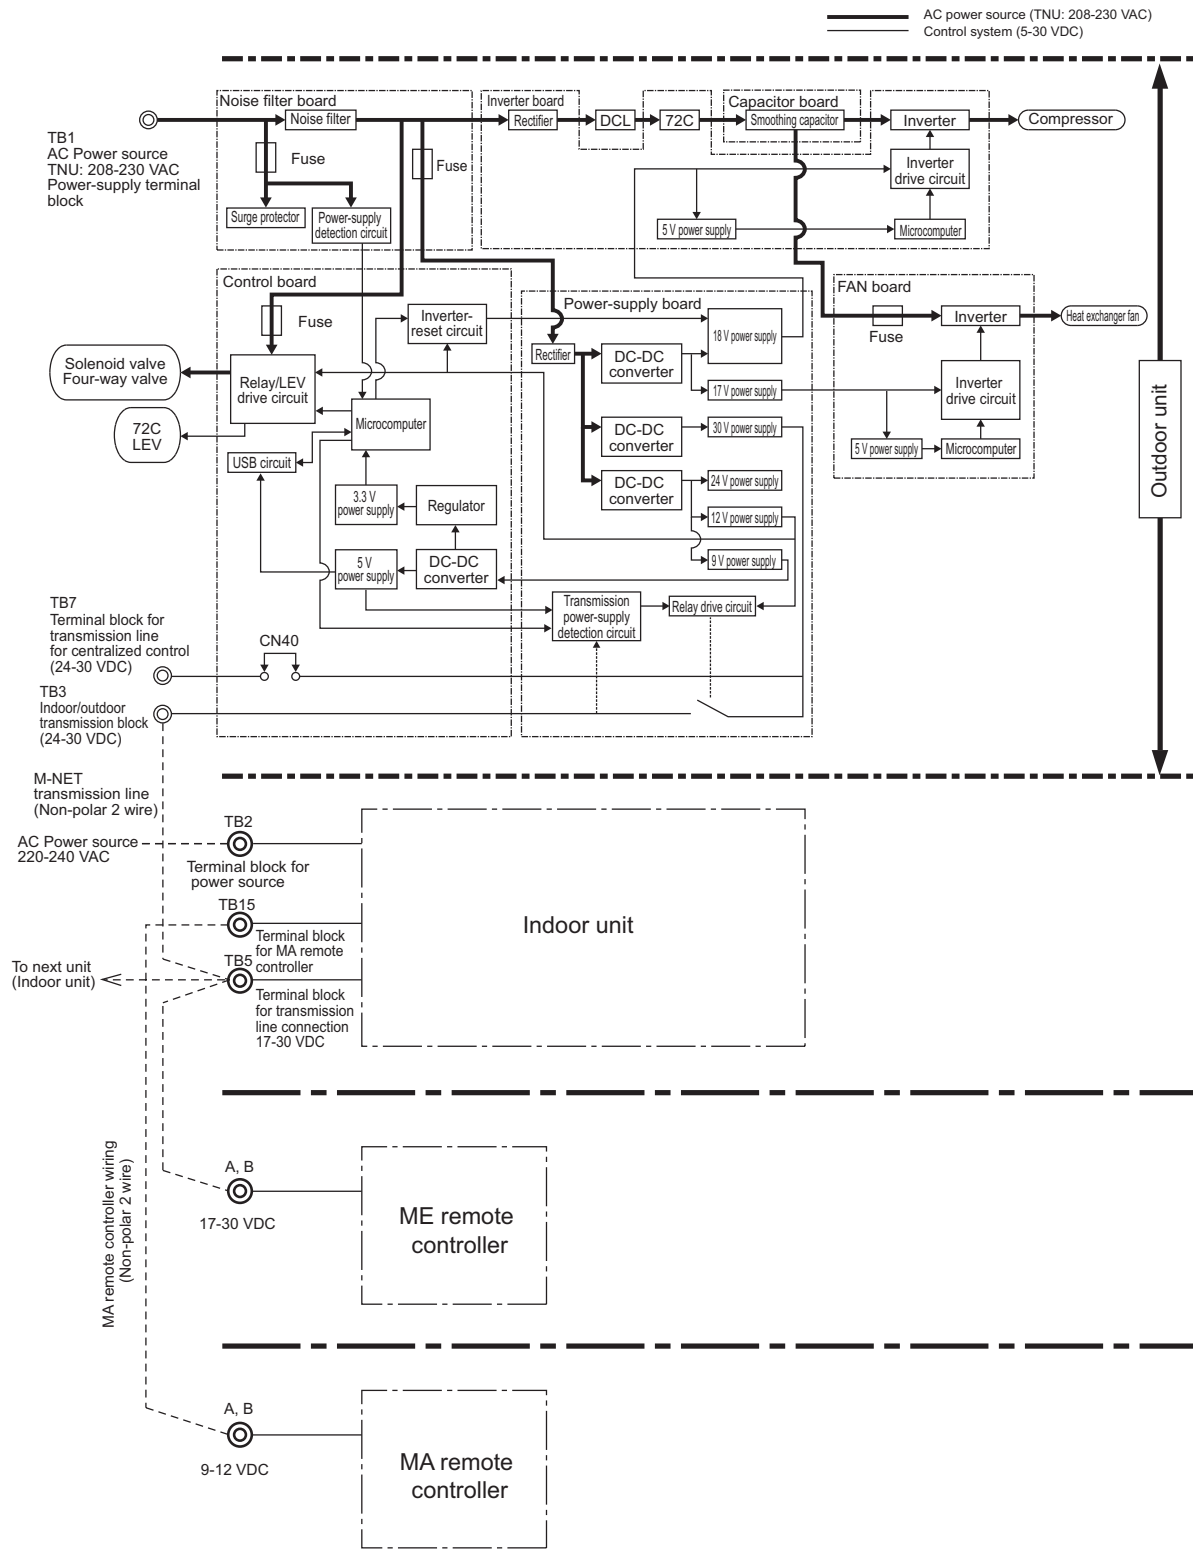 AC power source (TNU: 208-230 VAC)
Control system (5-30 VDC)
Noise filter board
Noise filter
Inverter board
Rectifier
DCL
72C
Capacitor board
Smoothing capacitor
Inverter
Compressor
TB1
AC Power source
TNU: 208-230 VAC
Power-supply terminal
block
Fuse
Fuse
Surge protector
Power-supply
detection circuit
Inverter
drive circuit
5 V power supply
Microcomputer
Control board
Fuse
Inverter-
reset circuit
Power-supply board
Rectifier
DC-DC
converter
18 V power supply
17 V power supply
FAN board
Fuse
Inverter
Heat exchanger fan
Solenoid valve
Four-way valve
Relay/LEV
drive circuit
72C
LEV
Microcomputer
USB circuit
DC-DC
converter
30 V power supply
Inverter
drive circuit
5 V power supply
Microcomputer
Outdoor unit
DC-DC
converter
24 V power supply
12 V power supply
9 V power supply
3.3 V
power supply
Regulator
5 V
power supply
DC-DC
converter
Transmission
power-supply
detection circuit
Relay drive circuit
TB7
Terminal block for
transmission line
for centralized control
(24-30 VDC)
CN40
TB3
Indoor/outdoor
transmission block
(24-30 VDC)
M-NET
transmission line
(Non-polar 2 wire)
AC Power source
220-240 VAC
TB2
Terminal block for
power source
TB15
Terminal block
for MA remote
controller
Indoor unit
To next unit
(Indoor unit)
TB5
Terminal block
for transmission
line connection
17-30 VDC
MA remote controller wiring
(Non-polar 2 wire)
A, B
17-30 VDC
ME remote
controller
A, B
9-12 VDC
MA remote
controller